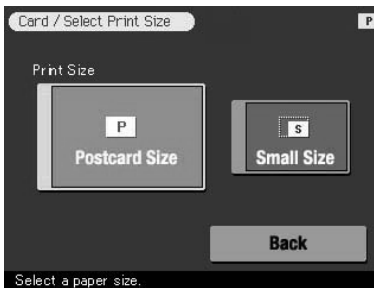 Card / Select Print Size
P
Print Size
P
S
Postcard Size
Small Size
Back
Select a paper size.